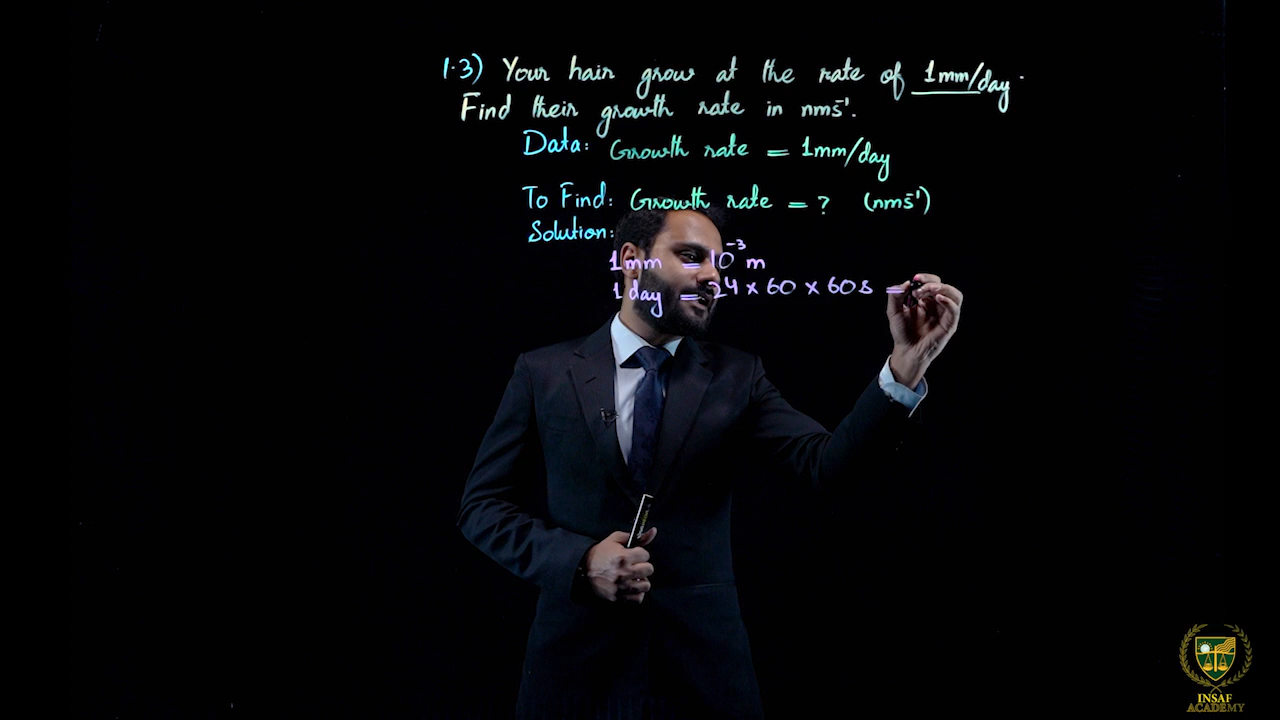 1.3) Your hair grow at the rate of 1mm/day.
Find their growth rate in nms⁻¹.
Data: Growth rate = 1mm/day
To Find: Growth rate = ? (nms⁻¹)
Solution:
1mm = 10⁻³ m
1 day = 24 × 60 × 60s =
INSAF
ACADEMY